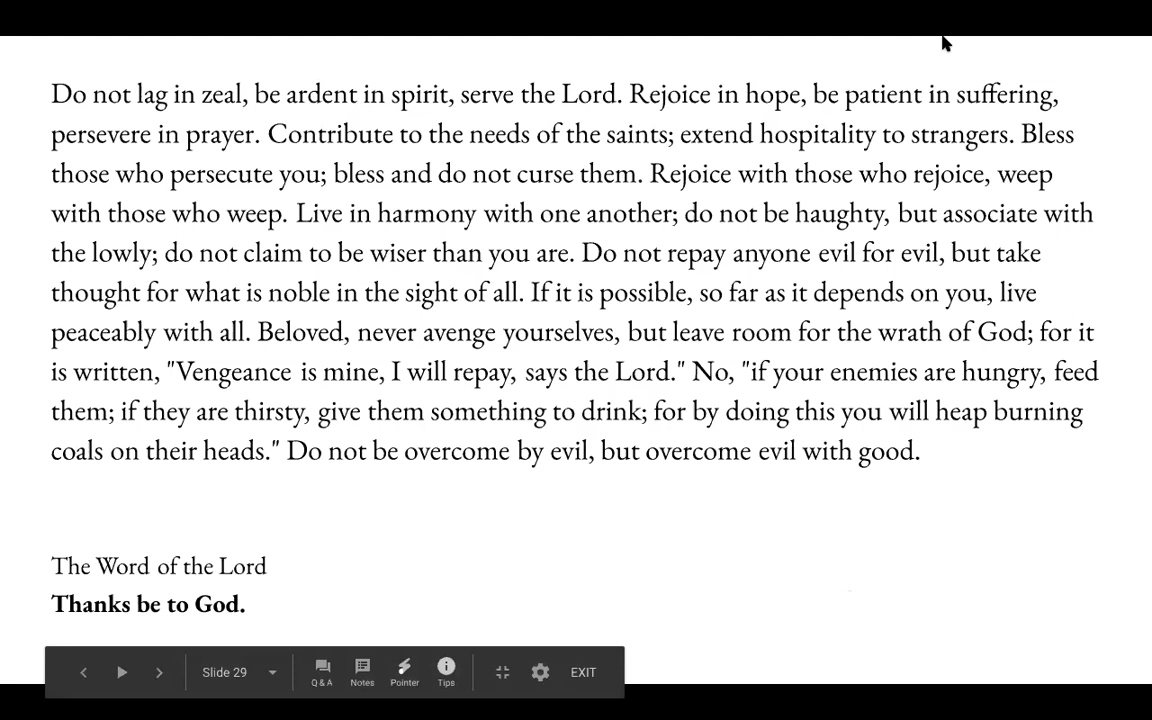 Do not lag in zeal, be ardent in spirit, serve the Lord. Rejoice in hope, be patient in suffering,
persevere in prayer. Contribute to the needs of the saints; extend hospitality to strangers. Bless
those who persecute you; bless and do not curse them. Rejoice with those who rejoice, weep
with those who weep. Live in harmony with one another; do not be haughty, but associate with
the lowly; do not claim to be wiser than you are. Do not repay anyone evil for evil, but take
thought for what is noble in the sight of all. If it is possible, so far as it depends on you, live
peaceably with all. Beloved, never avenge yourselves, but leave room for the wrath of God; for it
is written, "Vengeance is mine, I will repay, says the Lord." No, "if your enemies are hungry, feed
them; if they are thirsty, give them something to drink; for by doing this you will heap burning
coals on their heads." Do not be overcome by evil, but overcome evil with good.
The Word of the Lord
Thanks be to God.
Slide 29 Q & A Notes Pointer Tips EXIT